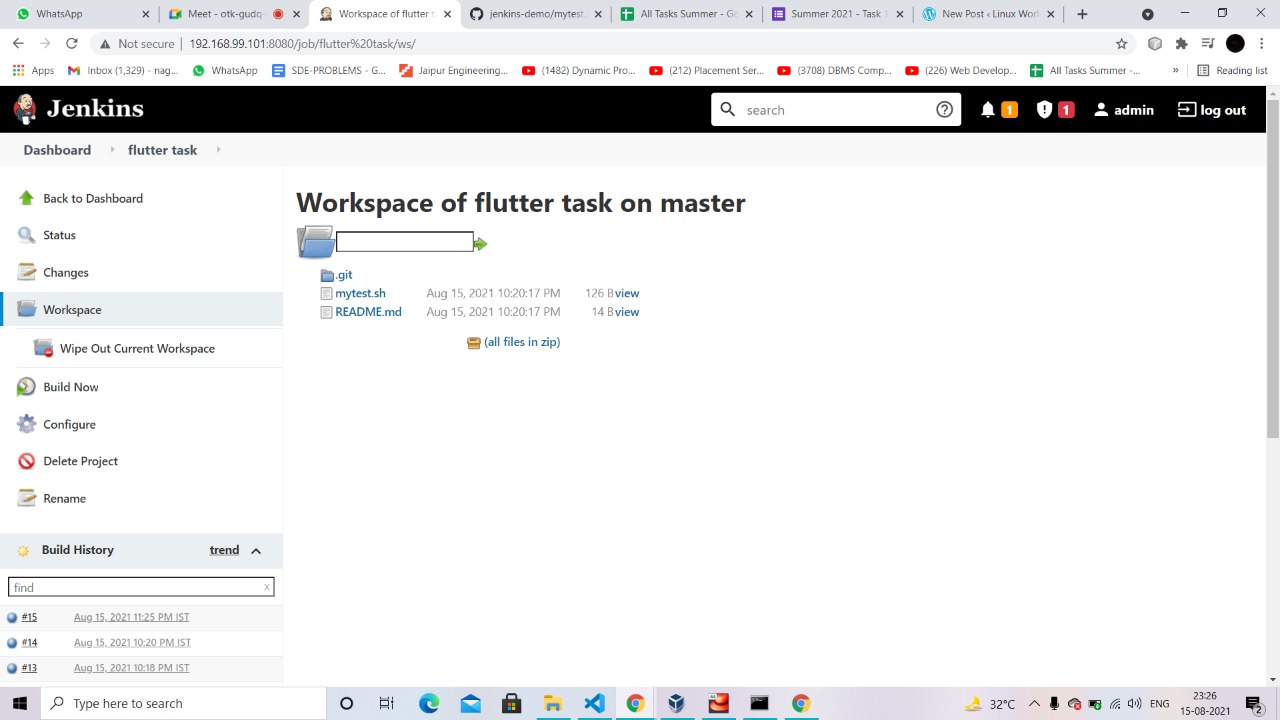 WhatsApp
Meet - ot-gudq-
Workspace of flutter t
jenkins-demo/mytest.
All Tasks Summer - Go
Summer 2021 - Task 1
New Post ‹ Linux Wor
Not secure | 192.168.99.101:8080/job/flutter%20task/ws/
Apps
Inbox (1,329) - nag...
WhatsApp
SDE-PROBLEMS - G...
Jaipur Engineering...
(1482) Dynamic Pro...
(212) Placement Ser...
(3708) DBMS Comp...
(226) Web Develop...
All Tasks Summer -...
»
Reading list
Jenkins
search
1
1
admin
log out
Dashboard
flutter task
Back to Dashboard
Status
Changes
Workspace
Wipe Out Current Workspace
Build Now
Configure
Delete Project
Rename
Build History trend
find x
#15 Aug 15, 2021 11:25 PM IST
#14 Aug 15, 2021 10:20 PM IST
#13 Aug 15, 2021 10:18 PM IST
Workspace of flutter task on master
.git
mytest.sh Aug 15, 2021 10:20:17 PM 126 B view
README.md Aug 15, 2021 10:20:17 PM 14 B view
(all files in zip)
Type here to search
32°C
ENG
23:26
15-08-2021
2